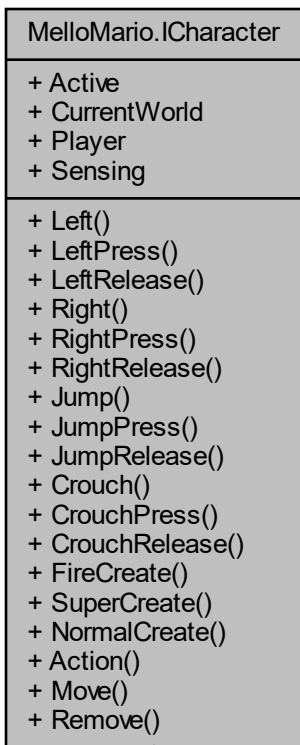 MelloMario.ICharacter
+ Active
+ CurrentWorld
+ Player
+ Sensing
+ Left()
+ LeftPress()
+ LeftRelease()
+ Right()
+ RightPress()
+ RightRelease()
+ Jump()
+ JumpPress()
+ JumpRelease()
+ Crouch()
+ CrouchPress()
+ CrouchRelease()
+ FireCreate()
+ SuperCreate()
+ NormalCreate()
+ Action()
+ Move()
+ Remove()